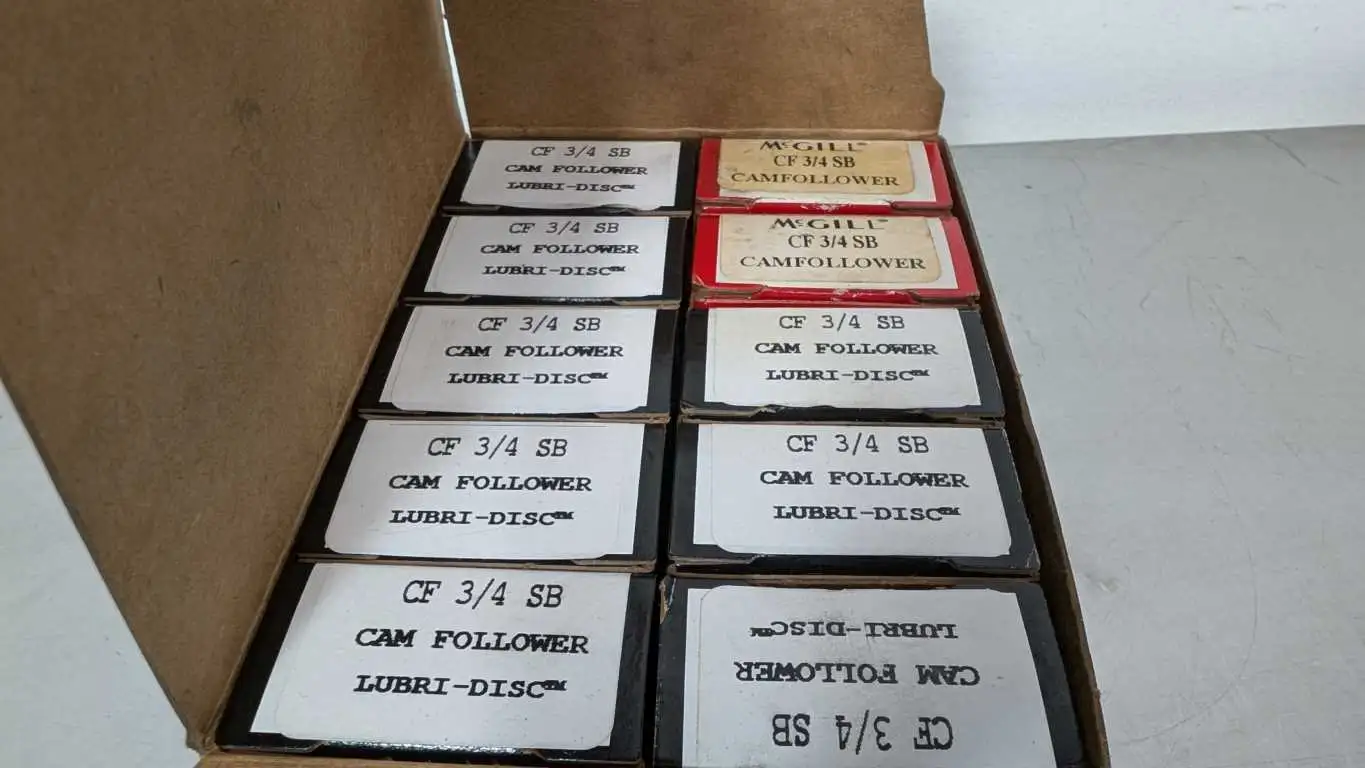 CF 3/4 SB
CAM FOLLOWER
LUBRI-DISC™
McGILL
CF 3/4 SB
CAMFOLLOWER
CF 3/4 SB
CAM FOLLOWER
LUBRI-DISC™
McGILL
CF 3/4 SB
CAMFOLLOWER
CF 3/4 SB
CAM FOLLOWER
LUBRI-DISC™
CF 3/4 SB
CAM FOLLOWER
LUBRI-DISC™
CF 3/4 SB
CAM FOLLOWER
LUBRI-DISC™
CF 3/4 SB
CAM FOLLOWER
LUBRI-DISC™
CF 3/4 SB
CAM FOLLOWER
LUBRI-DISC™
CF 3/4 SB
CAM FOLLOWER
LUBRI-DISC™